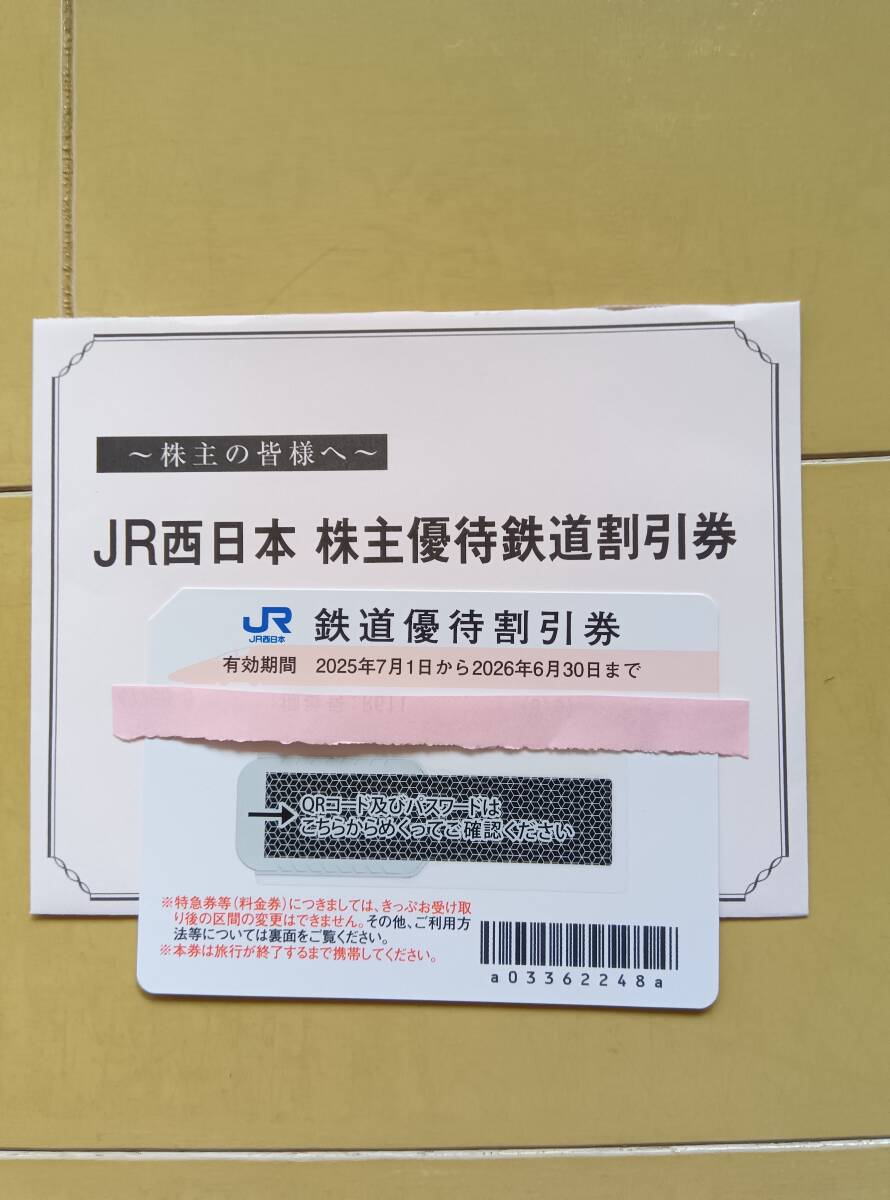 ～株主の皆様へ～
JR西日本 株主優待鉄道割引券
JR
JR西日本
鉄道優待割引券
有効期間 2025年7月1日から2026年6月30日まで
QRコード及びパスワードは
こちらからめくってご確認ください
※特急券等(料金券)につきましては、きっぷお受け取
り後の区間の変更はできません。その他、ご利用方
法等については裏面をご覧ください。
※本券は旅行が終了するまで携帯してください。
a03362248a